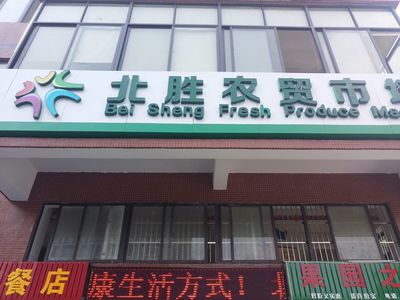 北胜农贸市场
Bei Sheng Fresh Produce Ma
餐店
康生活方式！
果园之